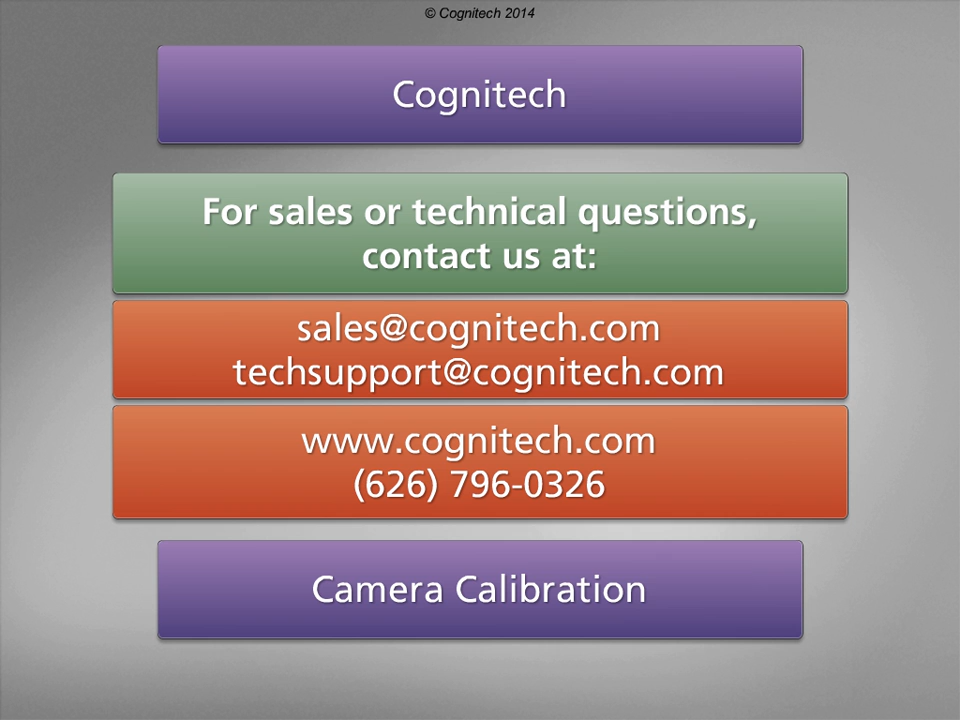 © Cognitech 2014
Cognitech
For sales or technical questions,
contact us at:
sales@cognitech.com
techsupport@cognitech.com
www.cognitech.com
(626) 796-0326
Camera Calibration